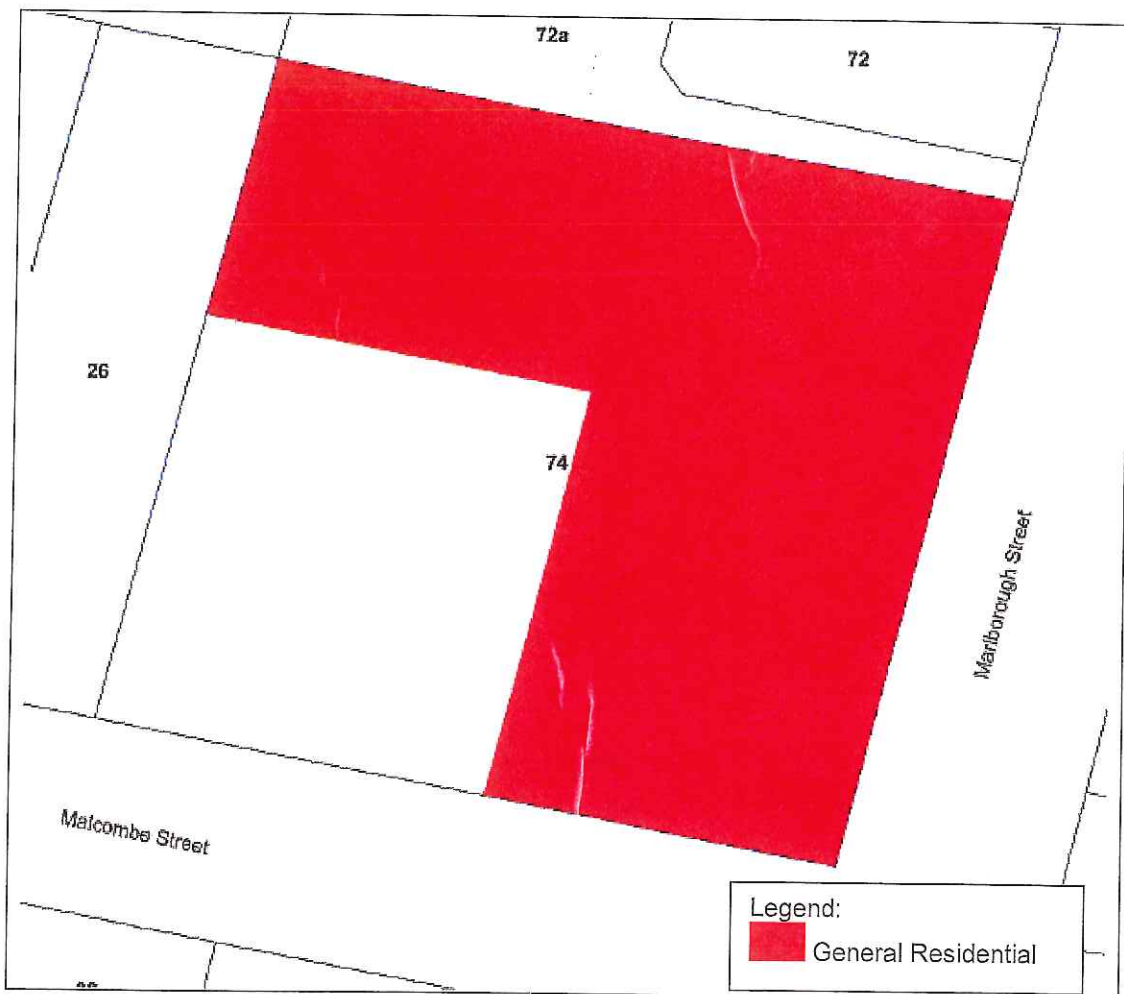 72a
72
26
74
Marlborough Street
Malcombe Street
Legend:
General Residential